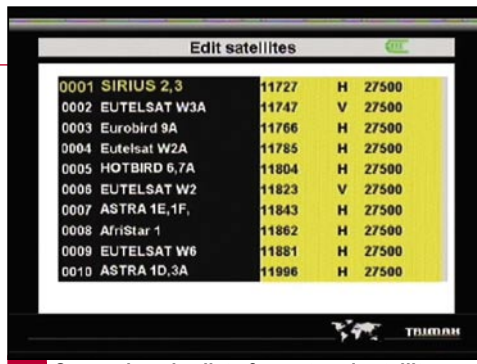 Edit satellites
0001 SIRIUS 2,3 11727 H 27500
0002 EUTELSAT W3A 11747 V 27500
0003 Eurobird 9A 11766 H 27500
0004 Eutelsat W2A 11785 H 27500
0005 HOTBIRD 6,7A 11804 H 27500
0006 EUTELSAT W2 11823 V 27500
0007 ASTRA 1E,1F, 11843 H 27500
0008 AfriStar 1 11862 H 27500
0009 EUTELSAT W6 11881 H 27500
0010 ASTRA 1D,3A 11996 H 27500
TRIMAX